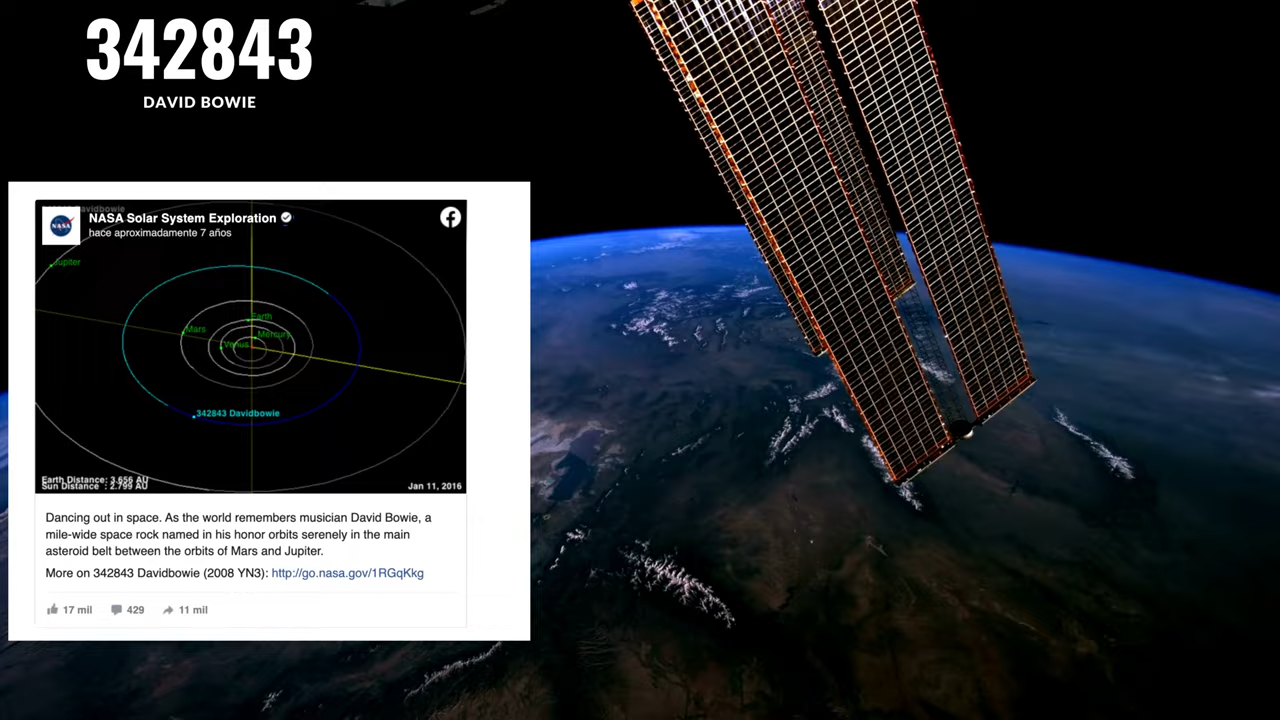 342843
DAVID BOWIE
NASA Solar System Exploration
hace aproximadamente 7 años
NASA
Jupiter
Earth
Mars
Mercury
Venus
342843 Davidbowie
Earth Distance: 3.656 AU
Sun Distance : 2.799 AU
Jan 11, 2016
Dancing out in space. As the world remembers musician David Bowie, a
mile-wide space rock named in his honor orbits serenely in the main
asteroid belt between the orbits of Mars and Jupiter.
More on 342843 Davidbowie (2008 YN3): http://go.nasa.gov/1RGqKkg
17 mil 429 11 mil